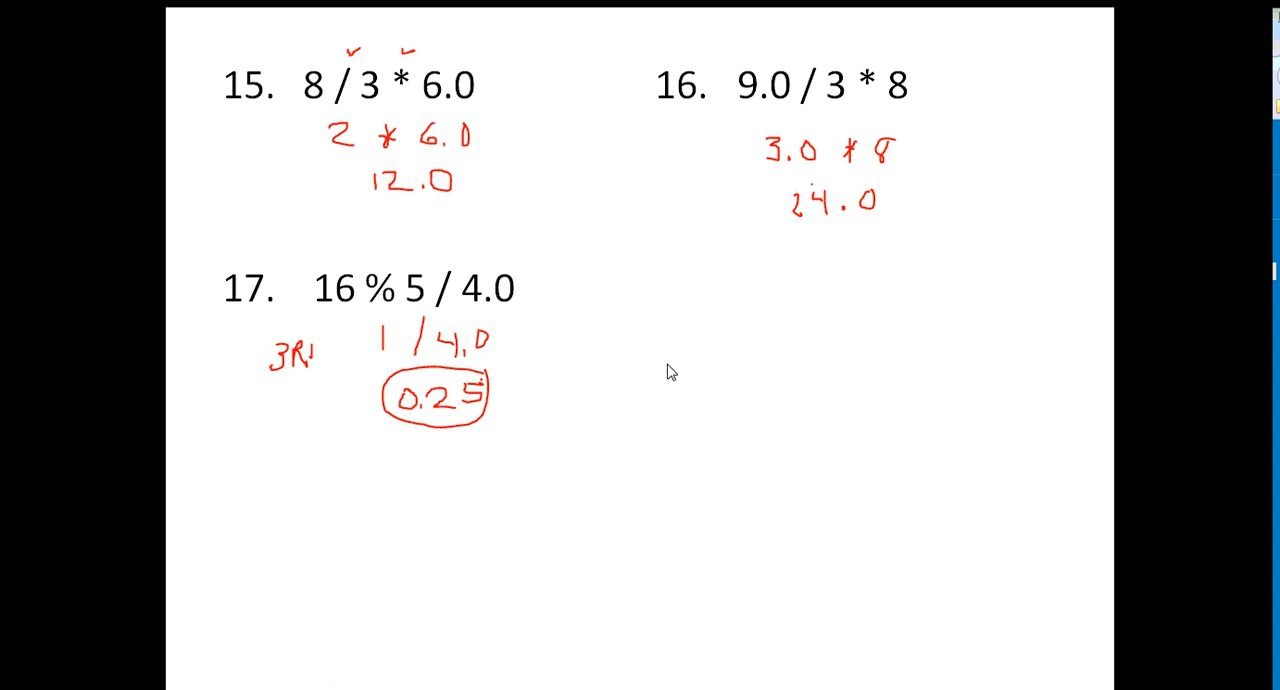 15. 8 / 3 * 6.0
2 * 6.0
12.0
16. 9.0 / 3 * 8
3.0 * 8
24.0
17. 16 % 5 / 4.0
3R1
1 / 4.0
0.25